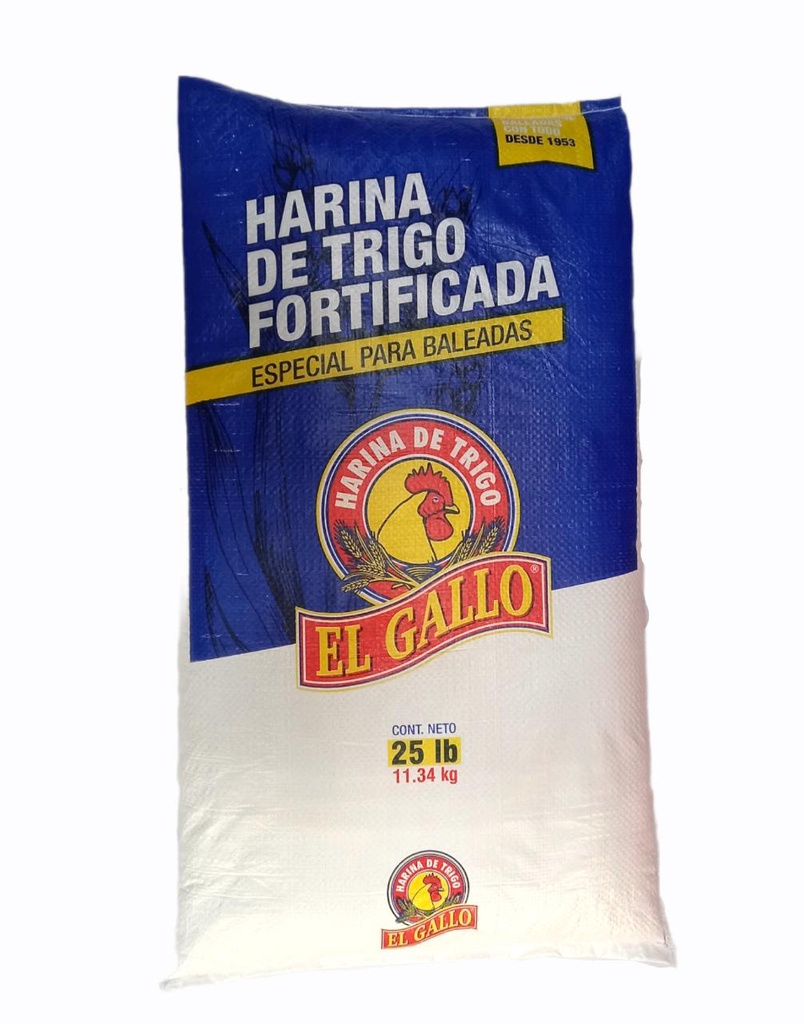 DESDE 1953
HARINA
DE TRIGO
FORTIFICADA
ESPECIAL PARA BALEADAS
HARINA DE TRIGO
EL GALLO®
CONT. NETO
25 lb
11.34 kg
HARINA DE TRIGO
EL GALLO